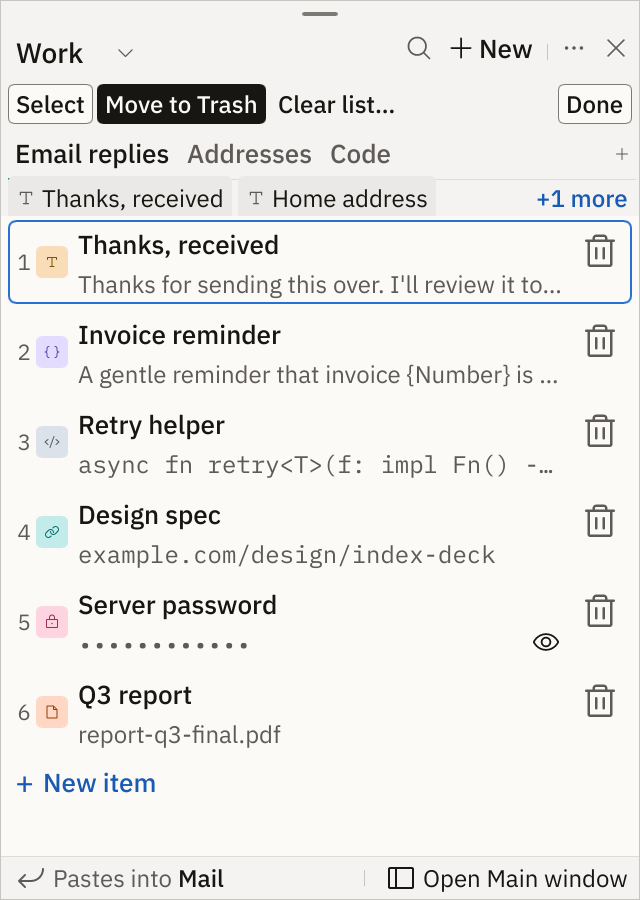 Work
New
Select Move to Trash Clear list... Done
Email replies Addresses Code
T Thanks, received T Home address +1 more
1 T Thanks, received
Thanks for sending this over. I'll review it to...
2 {} Invoice reminder
A gentle reminder that invoice {Number} is ...
3 </> Retry helper
async fn retry<T>(f: impl Fn() -…
4 Design spec
example.com/design/index-deck
5 Server password
••••••••••••
6 Q3 report
report-q3-final.pdf
+ New item
Pastes into Mail Open Main window